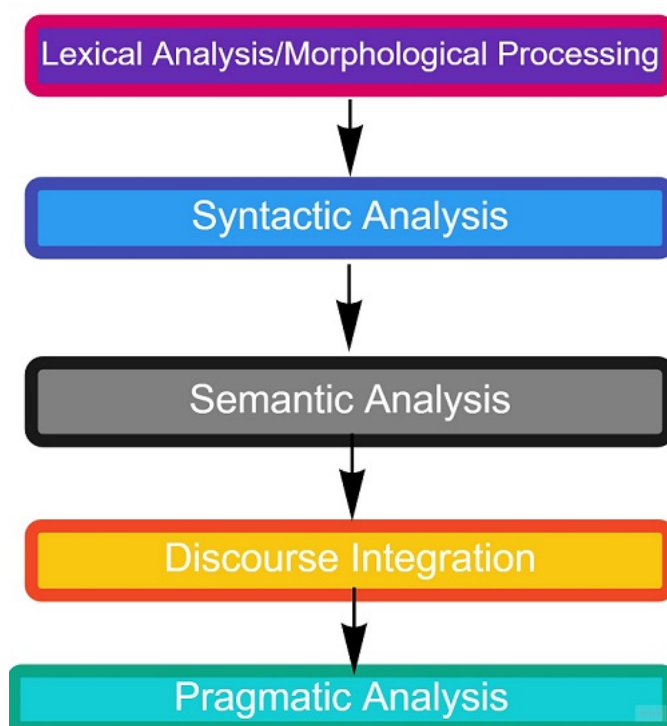 Lexical Analysis/Morphological Processing
Syntactic Analysis
Semantic Analysis
Discourse Integration
Pragmatic Analysis